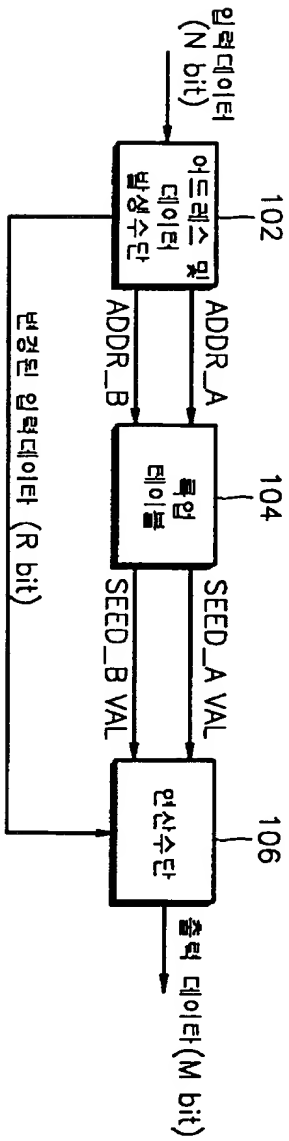 입력데이터
(N bit)
102
어드레스 및
데이터
발생수단
ADDR_A
ADDR_B
104
룩업
테이블
SEED_A VAL
SEED_B VAL
106
연산수단
출력 데이타(M bit)
변경된 입력데이타 (R bit)